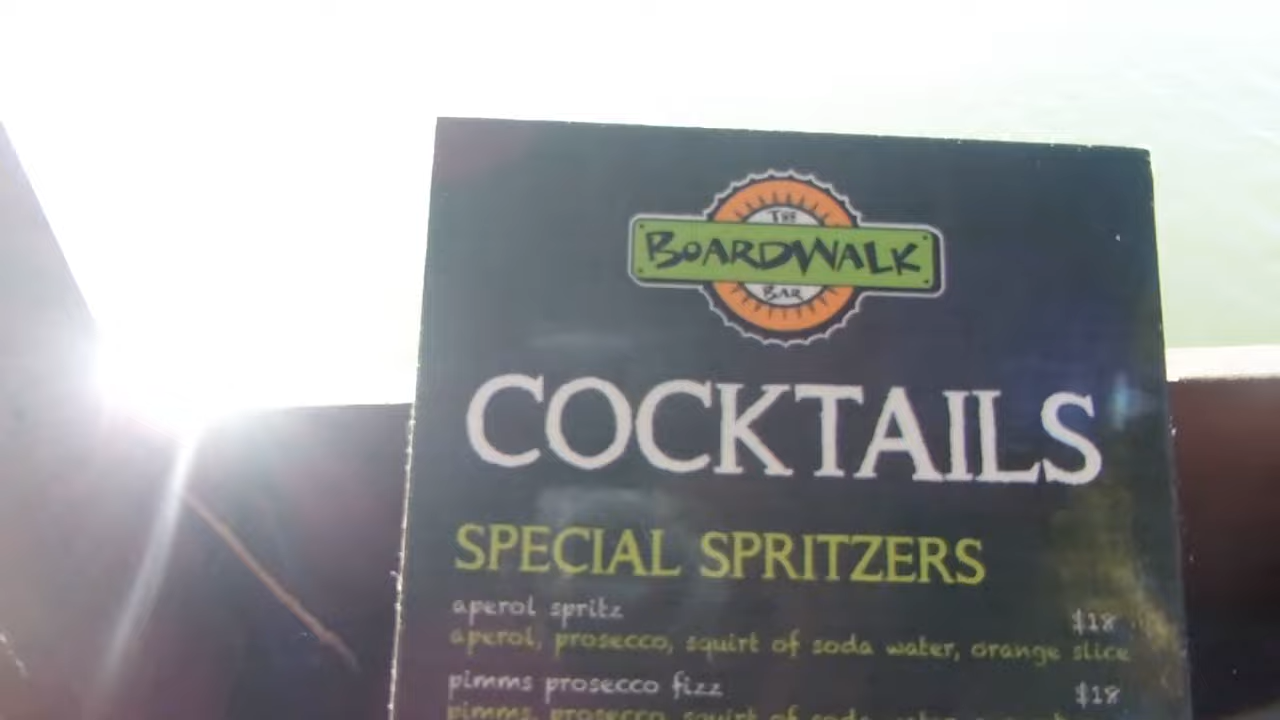 THE
BOARDWALK
BAR
COCKTAILS
SPECIAL SPRITZERS
aperol spritz $18
aperol, prosecco, squirt of soda water, orange slice
pimms prosecco fizz $18
pimms, prosecco, squirt of soda